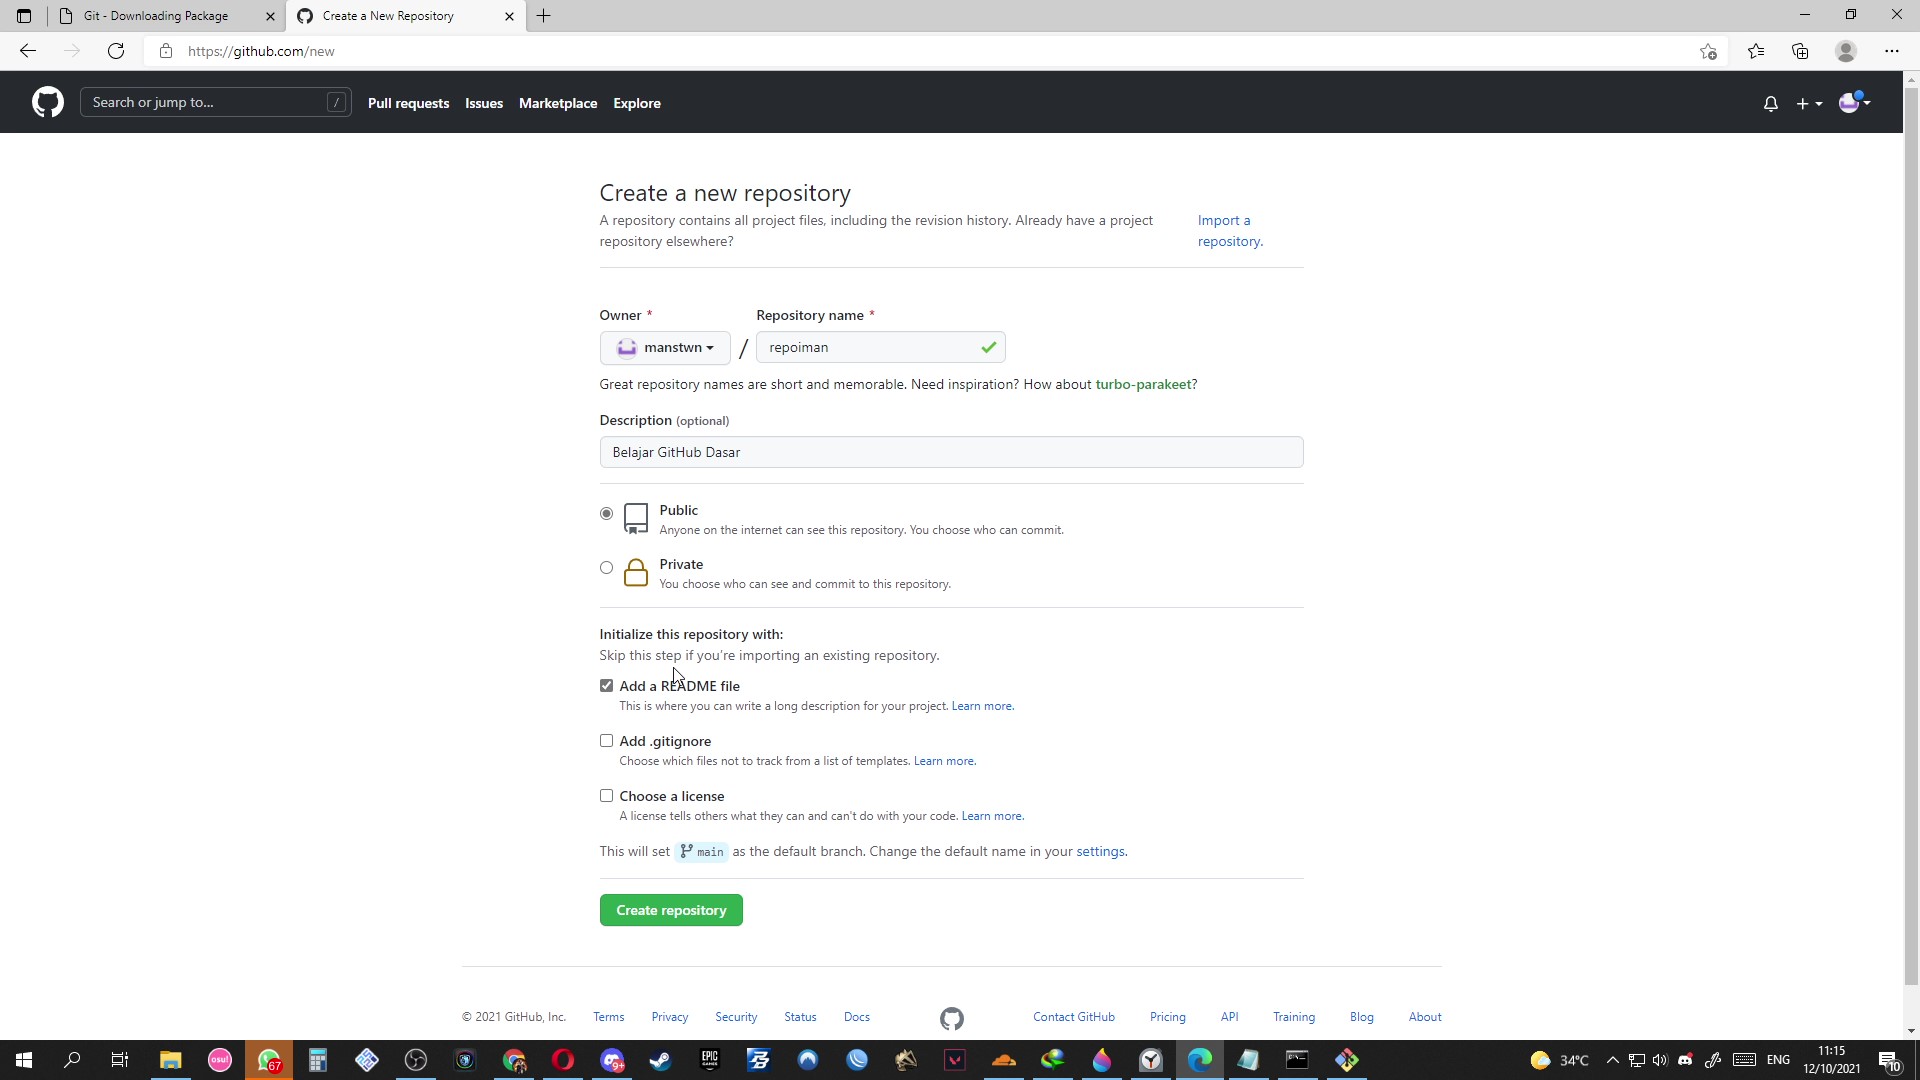 Git - Downloading Package
Create a New Repository
https://github.com/new
Search or jump to...
/
Pull requests
Issues
Marketplace
Explore
Create a new repository
A repository contains all project files, including the revision history. Already have a project
repository elsewhere?
Import a
repository.
Owner *
Repository name *
manstwn
/
repoiman
Great repository names are short and memorable. Need inspiration? How about turbo-parakeet?
Description (optional)
Belajar GitHub Dasar
Public
Anyone on the internet can see this repository. You choose who can commit.
Private
You choose who can see and commit to this repository.
Initialize this repository with:
Skip this step if you're importing an existing repository.
Add a README file
This is where you can write a long description for your project. Learn more.
Add .gitignore
Choose which files not to track from a list of templates. Learn more.
Choose a license
A license tells others what they can and can't do with your code. Learn more.
This will set main as the default branch. Change the default name in your settings.
Create repository
© 2021 GitHub, Inc.
Terms
Privacy
Security
Status
Docs
Contact GitHub
Pricing
API
Training
Blog
About
osu!
67
9+
EPIC
GAMES
34°C
ENG
11:15
12/10/2021
10